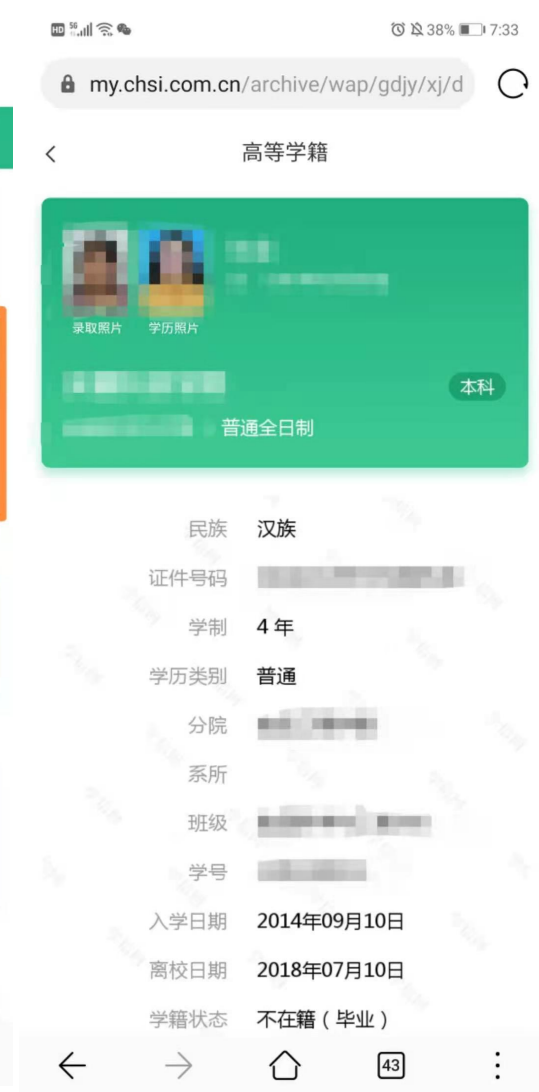 HD 5G 38% 7:33
my.chsi.com.cn/archive/wap/gdjy/xj/d
高等学籍
录取照片 学历照片
本科
普通全日制
民族 汉族
证件号码
学制 4 年
学历类别 普通
分院
系所
班级
学号
入学日期 2014年09月10日
离校日期 2018年07月10日
学籍状态 不在籍（毕业）
43